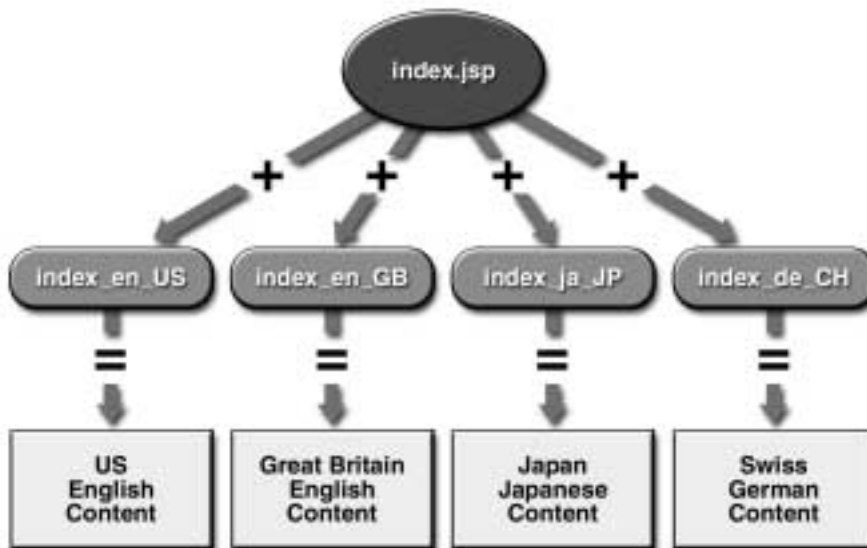 index.jsp
+ + + +
index_en_US index_en_GB index_ja_JP index_de_CH
= = = =
US Great Britain Japan Swiss
English English Japanese German
Content Content Content Content